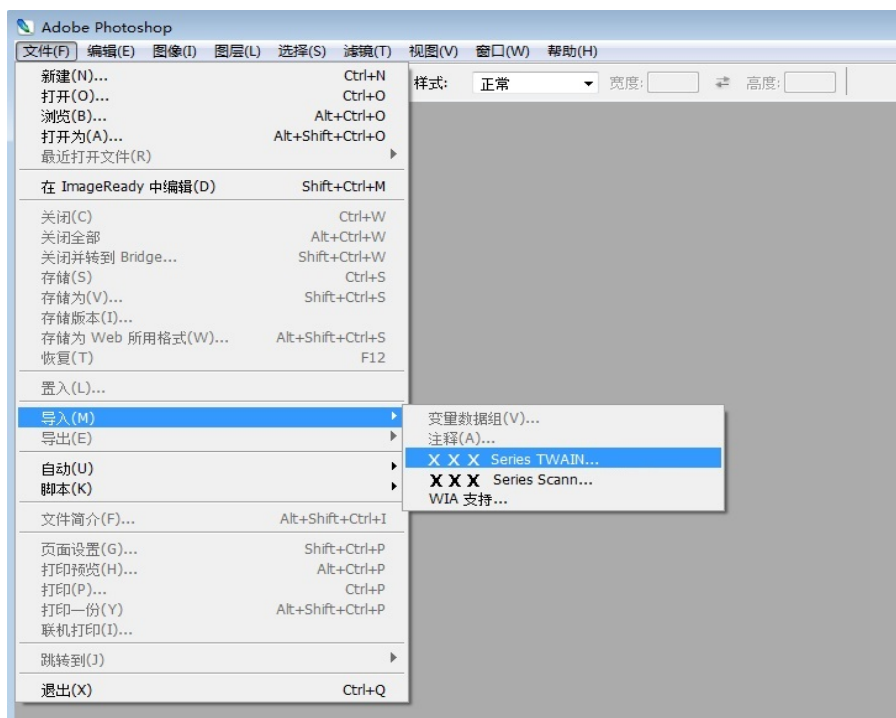 Adobe Photoshop
文件(F) 编辑(E) 图像(I) 图层(L) 选择(S) 滤镜(T) 视图(V) 窗口(W) 帮助(H)
样式: 正常 宽度: 高度:
新建(N)... Ctrl+N
打开(O)... Ctrl+O
浏览(B)... Alt+Ctrl+O
打开为(A)... Alt+Shift+Ctrl+O
最近打开文件(R)
在 ImageReady 中编辑(D) Shift+Ctrl+M
关闭(C) Ctrl+W
关闭全部 Alt+Ctrl+W
关闭并转到 Bridge... Shift+Ctrl+W
存储(S) Ctrl+S
存储为(V)... Shift+Ctrl+S
存储版本(I)...
存储为 Web 所用格式(W)... Alt+Shift+Ctrl+S
恢复(T) F12
置入(L)...
导入(M)
导出(E)
自动(U)
脚本(K)
文件简介(F)... Alt+Shift+Ctrl+I
页面设置(G)... Shift+Ctrl+P
打印预览(H)... Alt+Ctrl+P
打印(P)... Ctrl+P
打印一份(Y) Alt+Shift+Ctrl+P
联机打印(I)...
跳转到(J)
退出(X) Ctrl+Q
变量数据组(V)...
注释(A)...
X X X Series TWAIN...
X X X Series Scann...
WIA 支持...